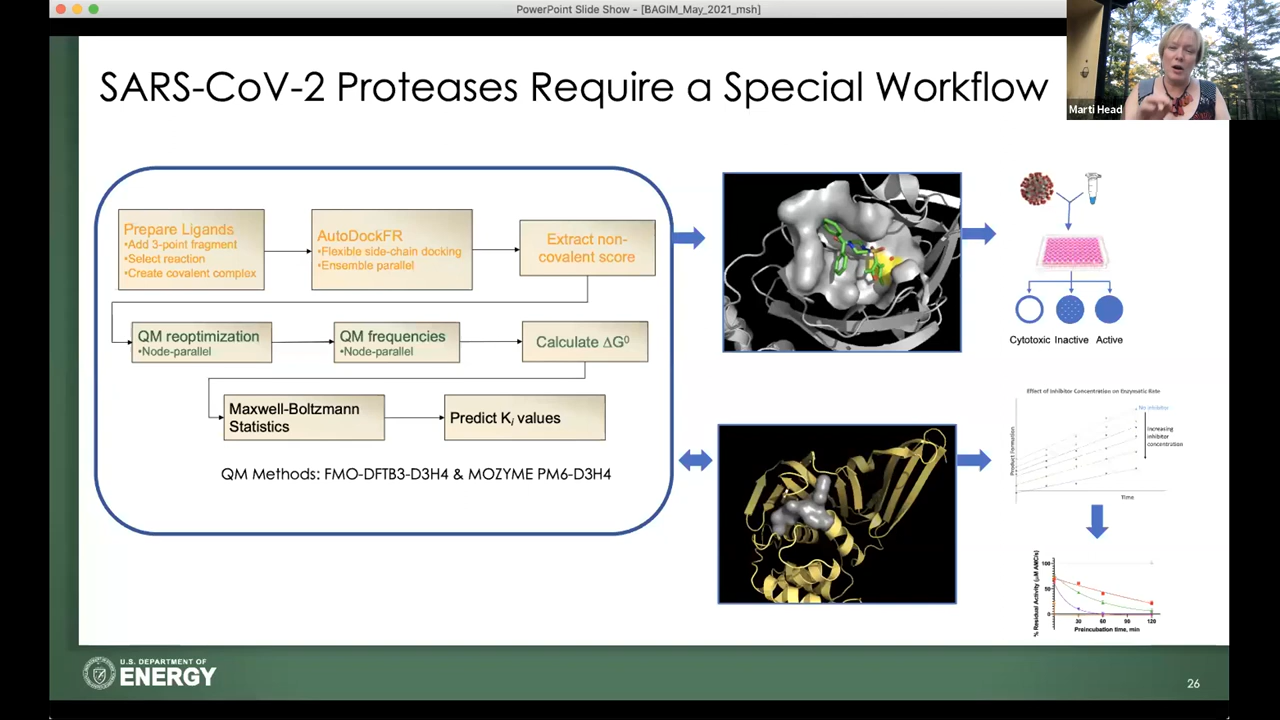 PowerPoint Slide Show - [BAGIM_May_2021_msh]
Marti Head
SARS-CoV-2 Proteases Require a Special Workflow
Prepare Ligands
•Add 3-point fragment
•Select reaction
•Create covalent complex
AutoDockFR
•Flexible side-chain docking
•Ensemble parallel
Extract non-
covalent score
QM reoptimization
•Node-parallel
QM frequencies
•Node-parallel
Calculate ΔG⁰
Maxwell-Boltzmann
Statistics
Predict Ki values
QM Methods: FMO-DFTB3-D3H4 & MOZYME PM6-D3H4
Cytotoxic Inactive Active
Effect of Inhibitor Concentration on Enzymatic Rate
No inhibitor
Increasing
inhibitor
concentration
Product Formation
Time
% Residual Activity (µM AMC/s)
100
50
0
30 60 90 120
Preincubation time, min
U.S. DEPARTMENT OF
ENERGY
26